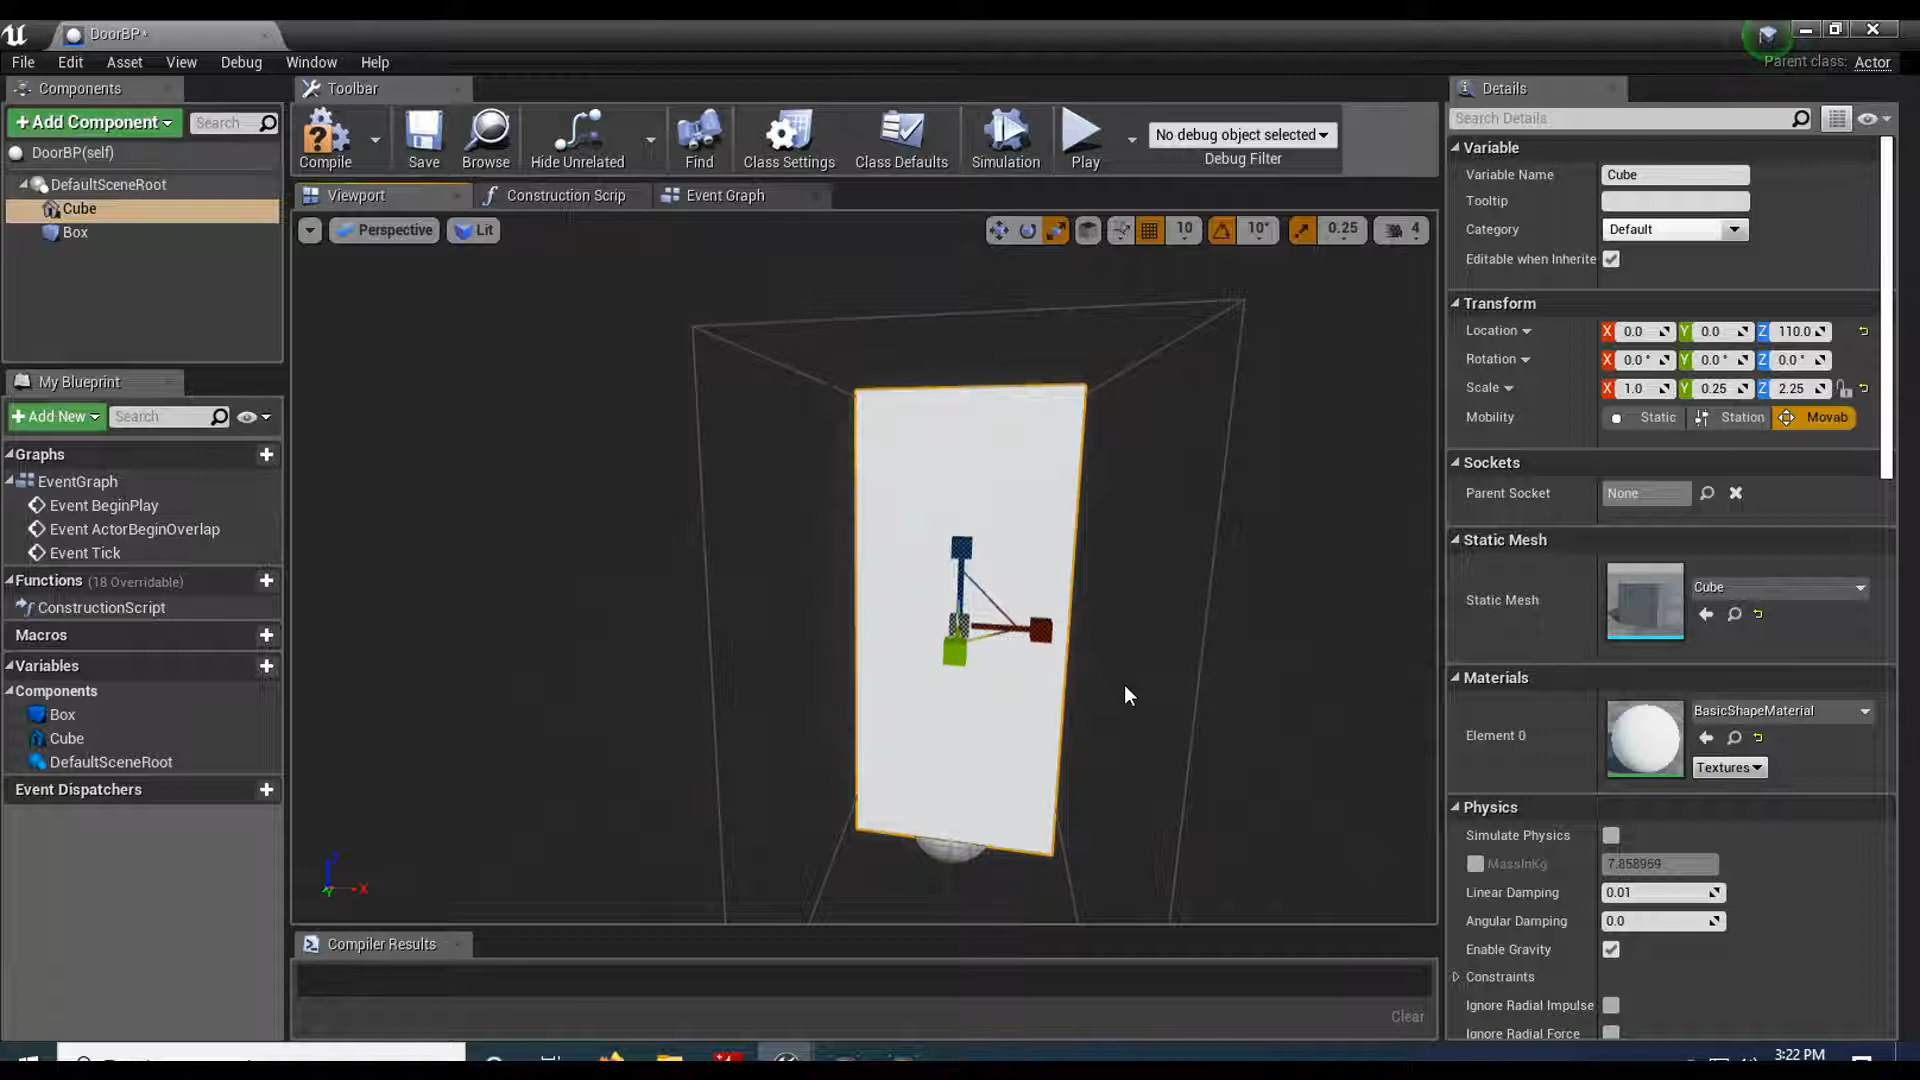 DoorBP*
File Edit Asset View Debug Window Help
Parent class: Actor
Components
+Add Component Search
DoorBP(self)
DefaultSceneRoot
Cube
Box
My Blueprint
+Add New Search
Graphs
EventGraph
Event BeginPlay
Event ActorBeginOverlap
Event Tick
Functions (18 Overridable)
ConstructionScript
Macros
Variables
Components
Box
Cube
DefaultSceneRoot
Event Dispatchers
Toolbar
Compile Save Browse Hide Unrelated Find Class Settings Class Defaults Simulation Play
No debug object selected
Debug Filter
Viewport Construction Scrip Event Graph
Perspective Lit 10 10° 0.25 4
Z X Y
Compiler Results
Clear
Details
Search Details
Variable
Variable Name Cube
Tooltip
Category Default
Editable when Inherite
Transform
Location X 0.0 Y 0.0 Z 110.0
Rotation X 0.0° Y 0.0° Z 0.0°
Scale X 1.0 Y 0.25 Z 2.25
Mobility Static Station Movab
Sockets
Parent Socket None
Static Mesh
Static Mesh Cube
Materials
Element 0 BasicShapeMaterial
Textures
Physics
Simulate Physics
MassInKg 7.858969
Linear Damping 0.01
Angular Damping 0.0
Enable Gravity
Constraints
Ignore Radial Impulse
Ignore Radial Force
3:22 PM